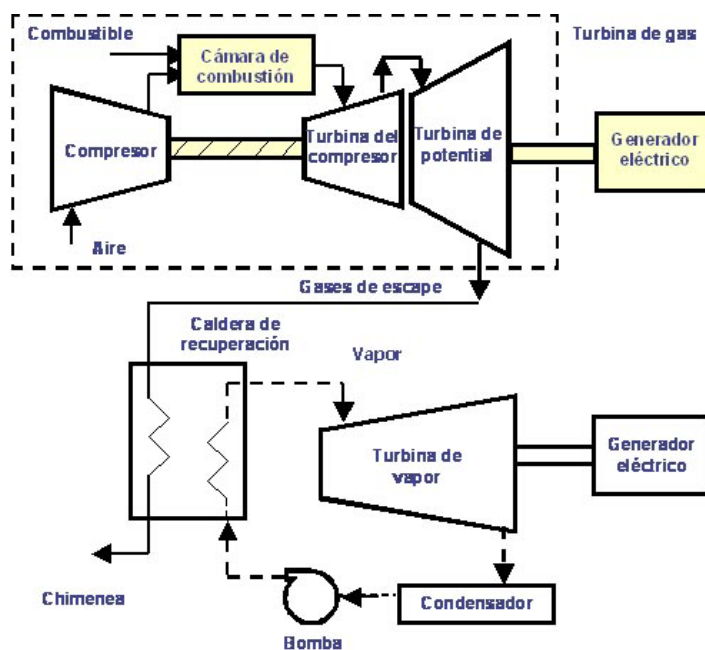 Combustible
Turbina de gas
Cámara de
combustión
Compresor
Turbina del
compresor
Turbina de
potential
Generador
eléctrico
Aire
Gases de escape
Caldera de
recuperación
Vapor
Turbina de
vapor
Generador
eléctrico
Chimenea
Condensador
Bomba